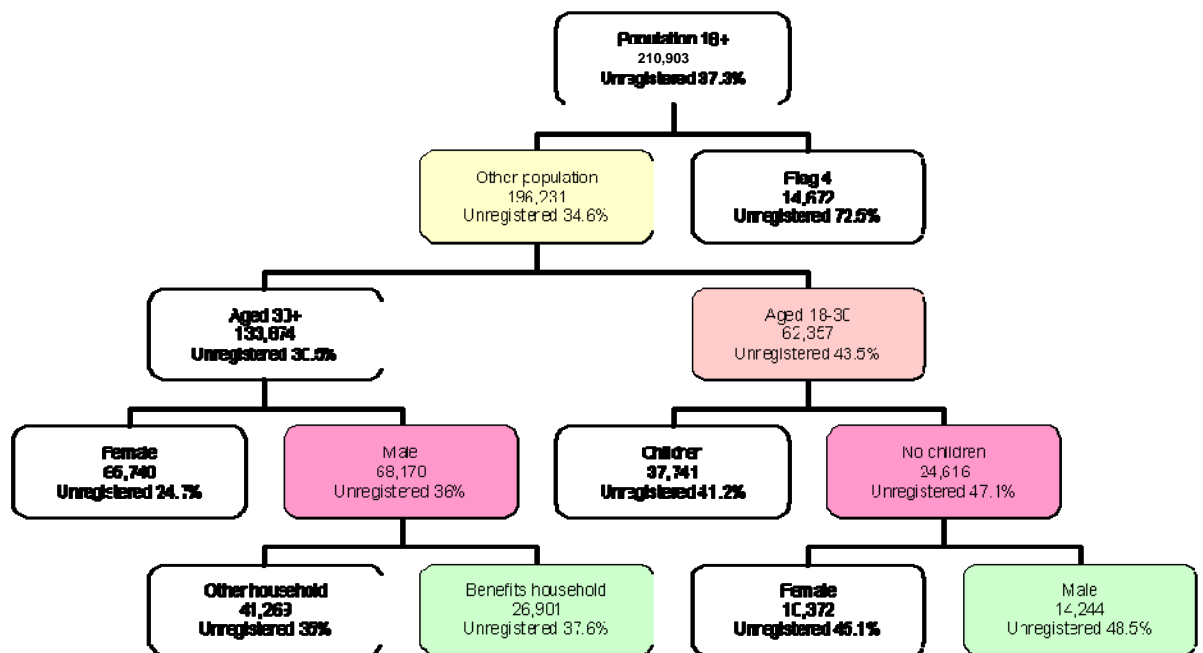 Population
210,903
Unregistered 37.3%
Other population
196,231
Unregistered 34.6%
Flag 4
14,672
Unregistered 72.5%
Aged 30+
133,874
Unregistered 30.5%
Aged 18-30
62,357
Unregistered 43.5%
Female
65,740
Unregistered 24.7%
Male
68,170
Unregistered 36%
Children
37,741
Unregistered 41.2%
No children
24,616
Unregistered 47.1%
Other household
41,269
Unregistered 35%
Benefits household
26,901
Unregistered 37.6%
Female
10,372
Unregistered 45.1%
Male
14,244
Unregistered 48.5%